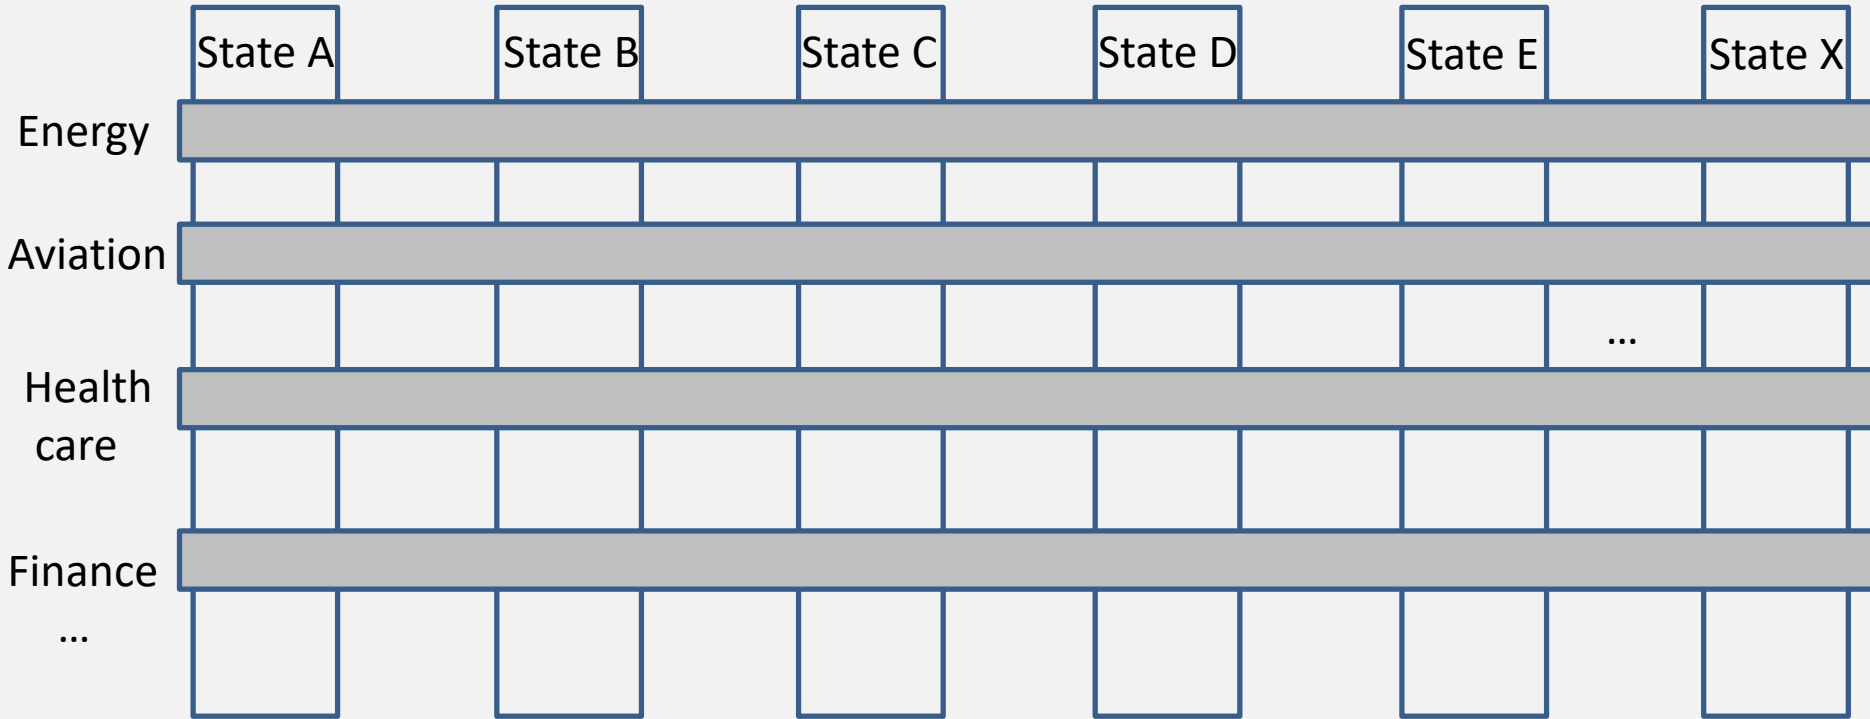 State A State B State C State D State E State X
Energy
Aviation
...
Health
care
Finance
...